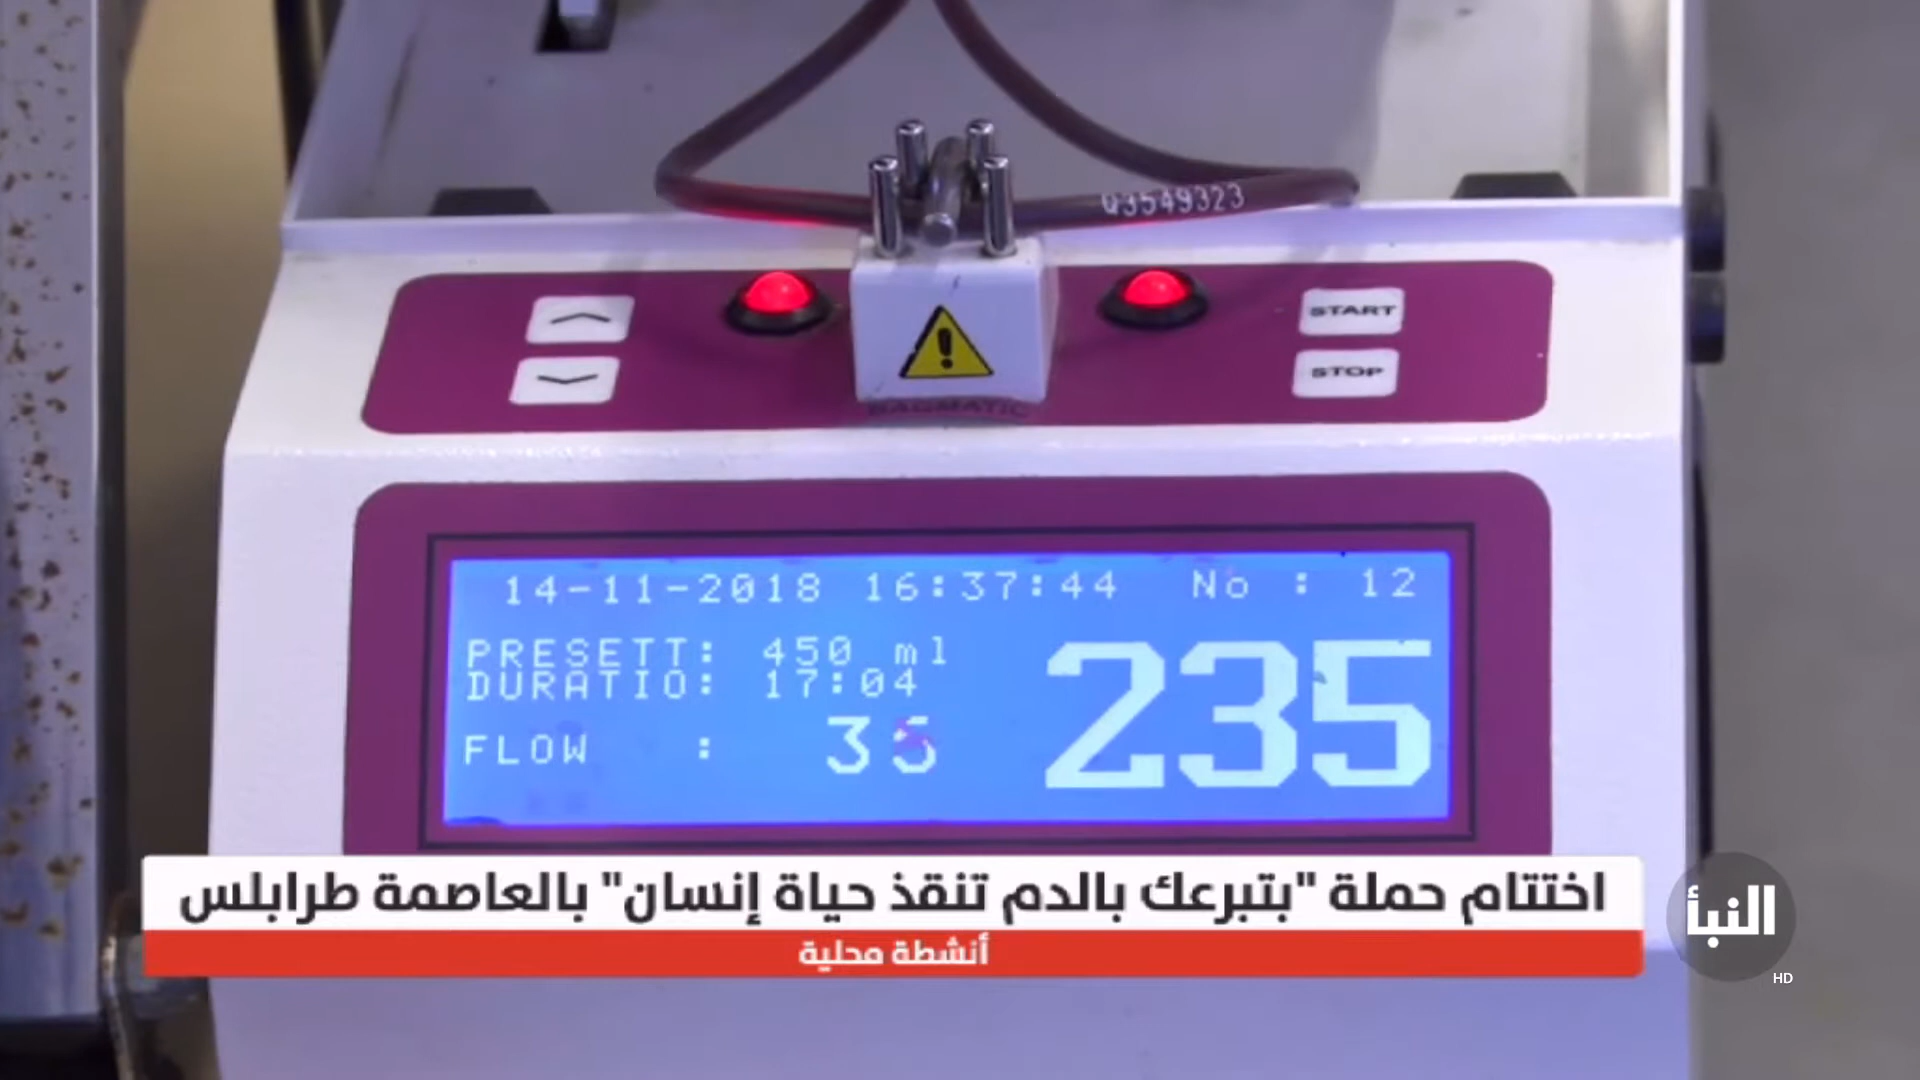 Q3549323
START
STOP
BAGMATIC
14-11-2018 16:37:44 No : 12
PRESETT: 450 ml
DURATIO: 17:04
FLOW :
235
اختتام حملة "بتبرعك بالدم تنقذ حياة إنسان" بالعاصمة طرابلس
أنشطة محلية
النبأ
HD